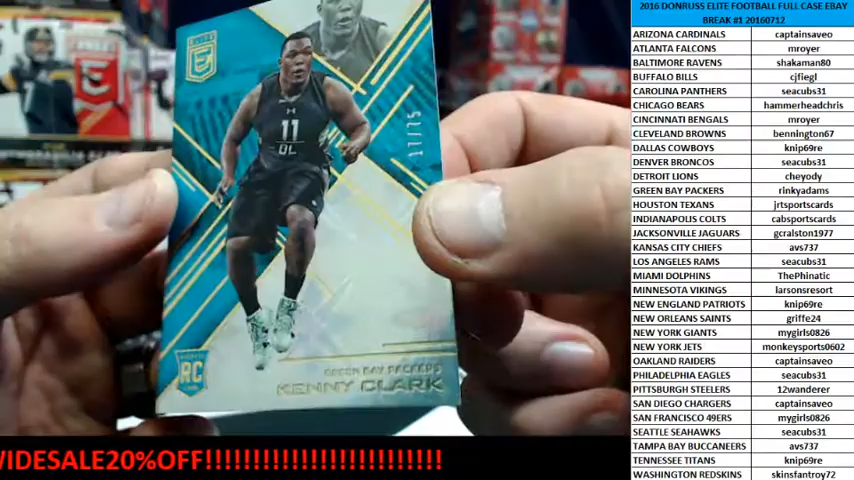 2016 DONRUSS ELITE FOOTBALL FULL CASE EBAY
BREAK #1 20160712
ARIZONA CARDINALS captainsaveo
ATLANTA FALCONS mroyer
BALTIMORE RAVENS shakaman80
BUFFALO BILLS cjfiegl
CAROLINA PANTHERS seacubs31
CHICAGO BEARS hammerheadchris
CINCINNATI BENGALS mroyer
CLEVELAND BROWNS bennington67
DALLAS COWBOYS knip69re
DENVER BRONCOS seacubs31
DETROIT LIONS cheyody
GREEN BAY PACKERS rinkyadams
HOUSTON TEXANS jrtsportscards
INDIANAPOLIS COLTS cabsportscards
JACKSONVILLE JAGUARS gcralston1977
KANSAS CITY CHIEFS avs737
LOS ANGELES RAMS seacubs31
MIAMI DOLPHINS ThePhinatic
MINNESOTA VIKINGS larsonsresort
NEW ENGLAND PATRIOTS knip69re
NEW ORLEANS SAINTS griffe24
NEW YORK GIANTS mygirls0826
NEW YORK JETS monkeysports0602
OAKLAND RAIDERS captainsaveo
PHILADELPHIA EAGLES seacubs31
PITTSBURGH STEELERS 12wanderer
SAN DIEGO CHARGERS captainsaveo
SAN FRANCISCO 49ERS mygirls0826
SEATTLE SEAHAWKS seacubs31
TAMPA BAY BUCCANEERS avs737
TENNESSEE TITANS knip69re
WASHINGTON REDSKINS skinsfantroy72
ELITE
17/75
11
OL
RC
GREEN BAY PACKERS
KENNY CLARK
WIDESALE20%OFF!!!!!!!!!!!!!!!!!!!!!!!!!!!